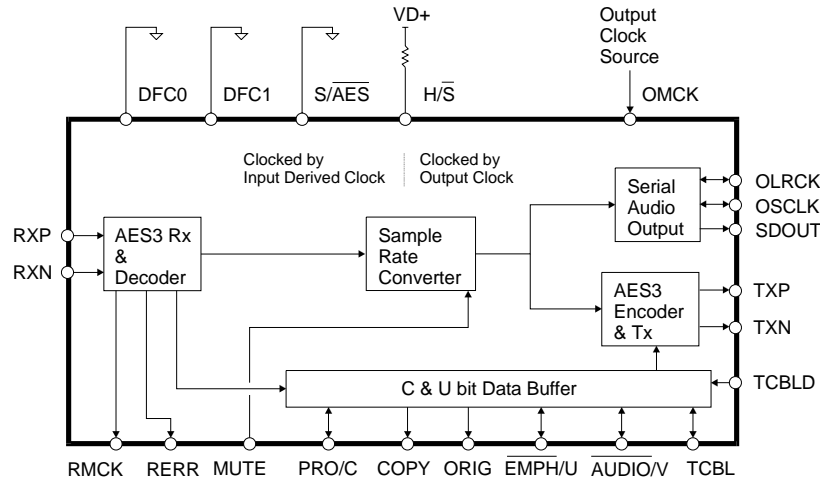 VD+
Output
Clock
Source
DFC0
DFC1
S/AES
H/S
OMCK
Clocked by
Input Derived Clock
Clocked by
Output Clock
Serial
Audio
Output
OLRCK
OSCLK
SDOUT
RXP
RXN
AES3 Rx
&
Decoder
Sample
Rate
Converter
AES3
Encoder
& Tx
TXP
TXN
C & U bit Data Buffer
TCBLD
RMCK
RERR
MUTE
PRO/C
COPY
ORIG
EMPH/U
AUDIO/V
TCBL